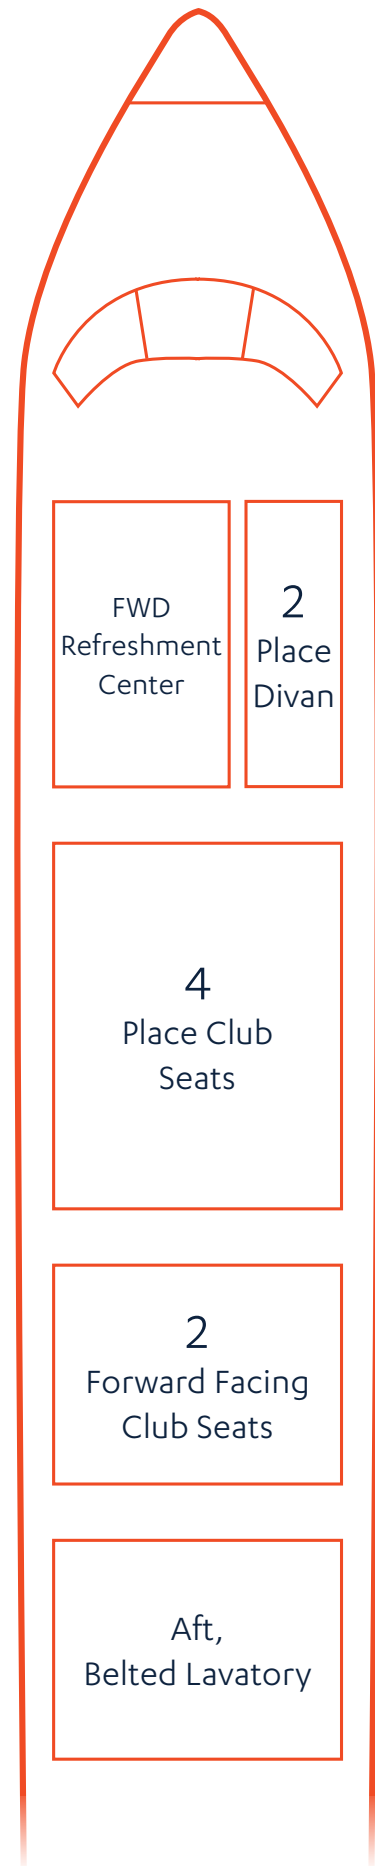 FWD
Refreshment
Center
2
Place
Divan
4
Place Club
Seats
2
Forward Facing
Club Seats
Aft,
Belted Lavatory